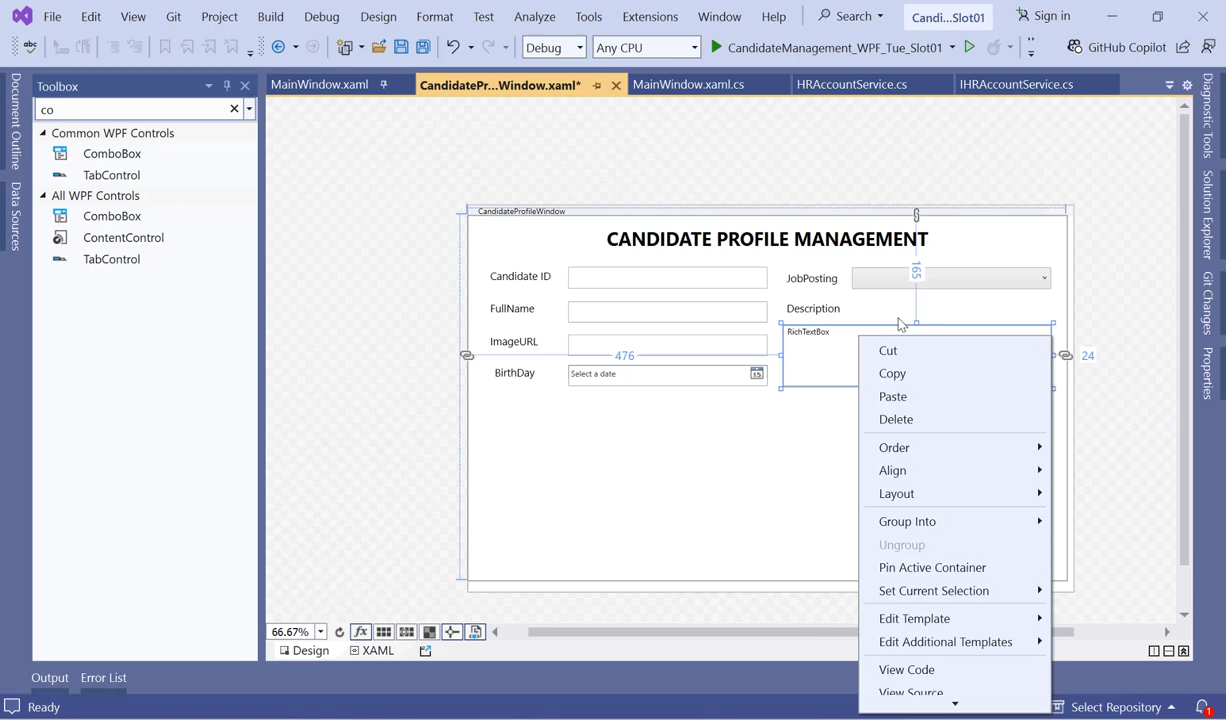 File Edit View Git Project Build Debug Design Format Test Analyze Tools Extensions Window Help Search Candi...Slot01 Sign in
Debug Any CPU CandidateManagement_WPF_Tue_Slot01 GitHub Copilot
Toolbox
co
Common WPF Controls
ComboBox
TabControl
All WPF Controls
ComboBox
ContentControl
TabControl
Document Outline
Data Sources
MainWindow.xaml CandidatePr...Window.xaml* MainWindow.xaml.cs HRAccountService.cs IHRAccountService.cs
CandidateProfileWindow
CANDIDATE PROFILE MANAGEMENT
Candidate ID
JobPosting
165
FullName
Description
RichTextBox
ImageURL
476
24
BirthDay
Select a date
15
Cut
Copy
Paste
Delete
Order
Align
Layout
Group Into
Ungroup
Pin Active Container
Set Current Selection
Edit Template
Edit Additional Templates
View Code
View Source
66.67% fx
Design XAML
Diagnostic Tools
Solution Explorer
Git Changes
Properties
Output Error List
Ready
Select Repository 1